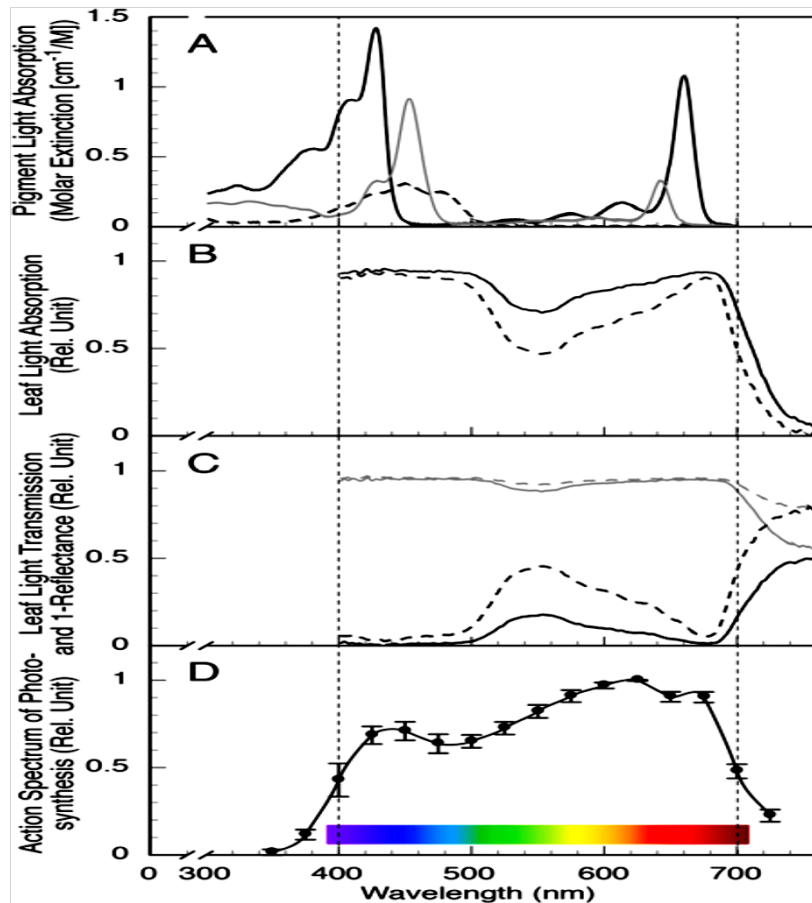 Pigment Light Absorption
(Molar Extinction [cm⁻¹/M])
1.5
1
0.5
0
A
Leaf Light Absorption
(Rel. Unit)
1
0.5
0
B
Leaf Light Transmission
and 1-Reflectance (Rel. Unit)
1
0.5
0
C
Action Spectrum of Photo-
synthesis (Rel. Unit)
1
0.5
0
D
0 300 400 500 600 700
Wavelength (nm)